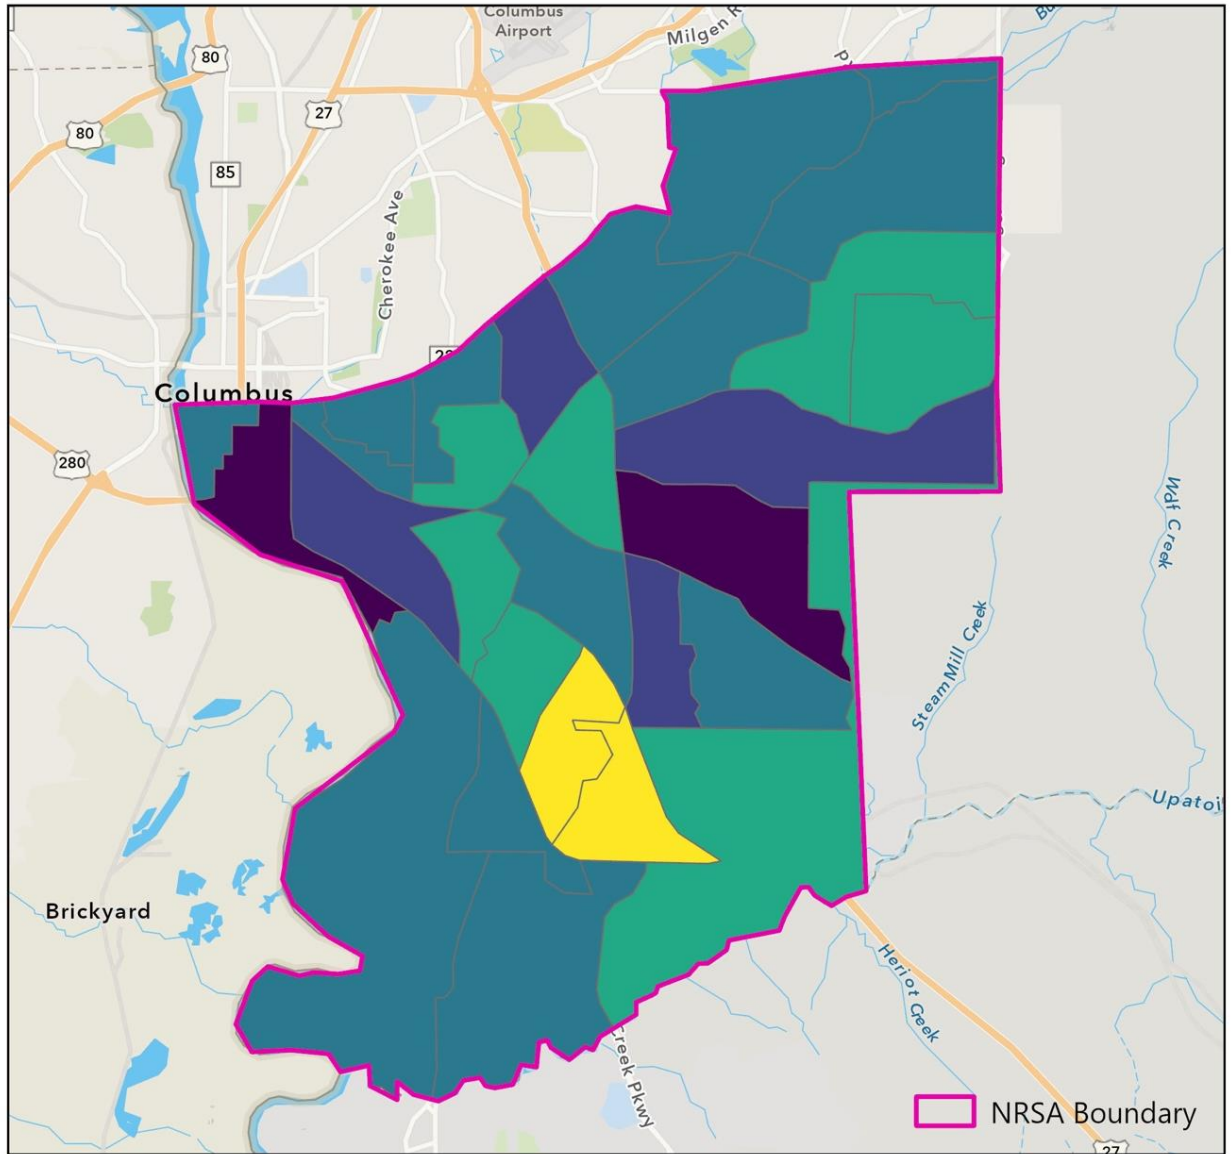 Columbus
Airport
Milgen R
Bu
80
80
27
85
Cherokee Ave
Columbus
280
Wolf Creek
Steam Mill Creek
Upatoi
Brickyard
Heriot Creek
Creek Pkwy
NRSA Boundary
27